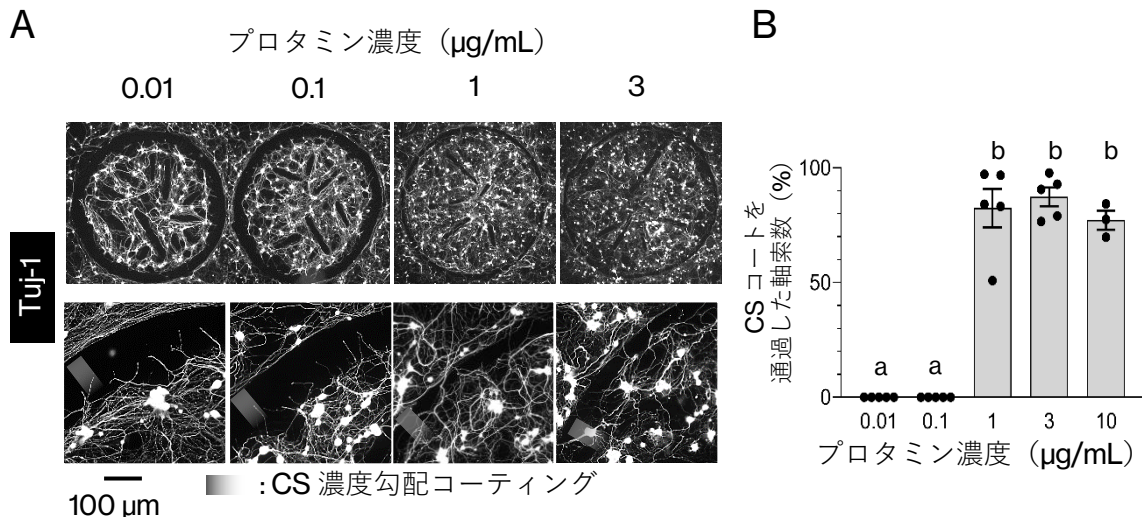 A
プロタミン濃度（µg/mL）
0.01 0.1 1 3
Tuj-1
100 µm
: CS 濃度勾配コーティング
B
CS コートを
通過した軸索数（%）
100
50
0
a a b b b
0.01 0.1 1 3 10
プロタミン濃度（µg/mL）